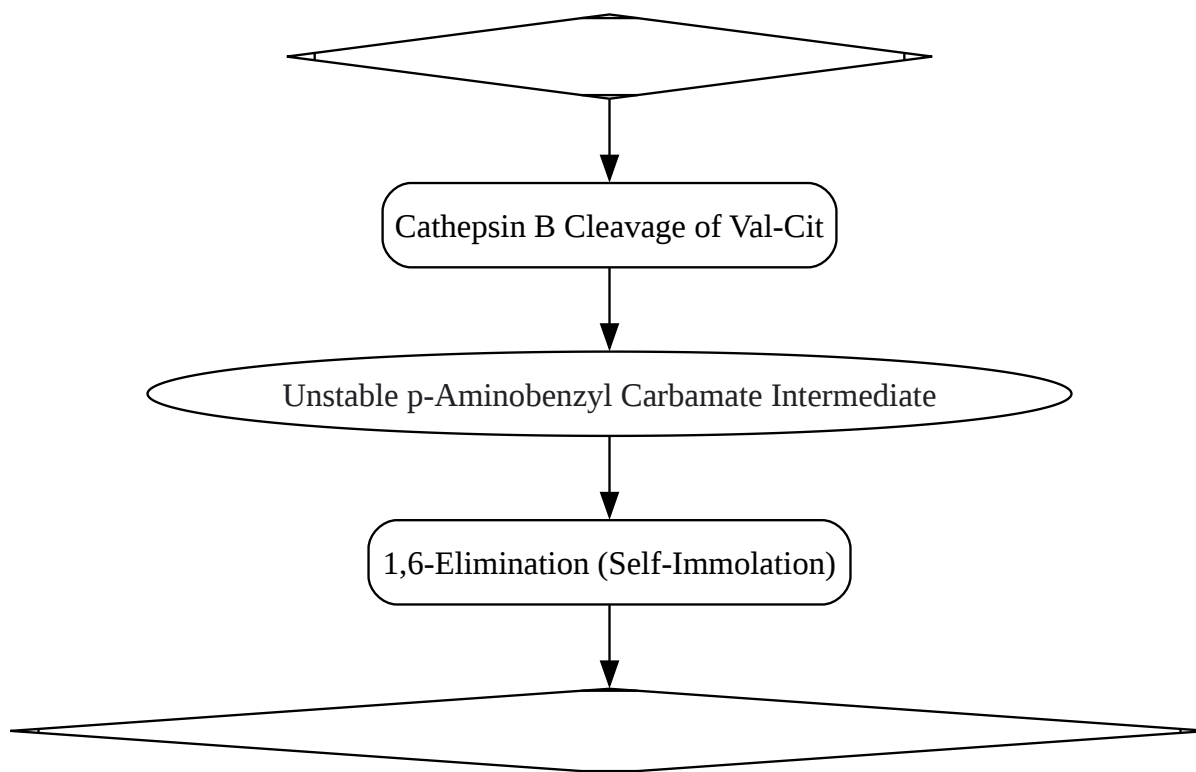 Cathepsin B Cleavage of Val-Cit
Unstable p-Aminobenzyl Carbamate Intermediate
1,6-Elimination (Self-Immolation)